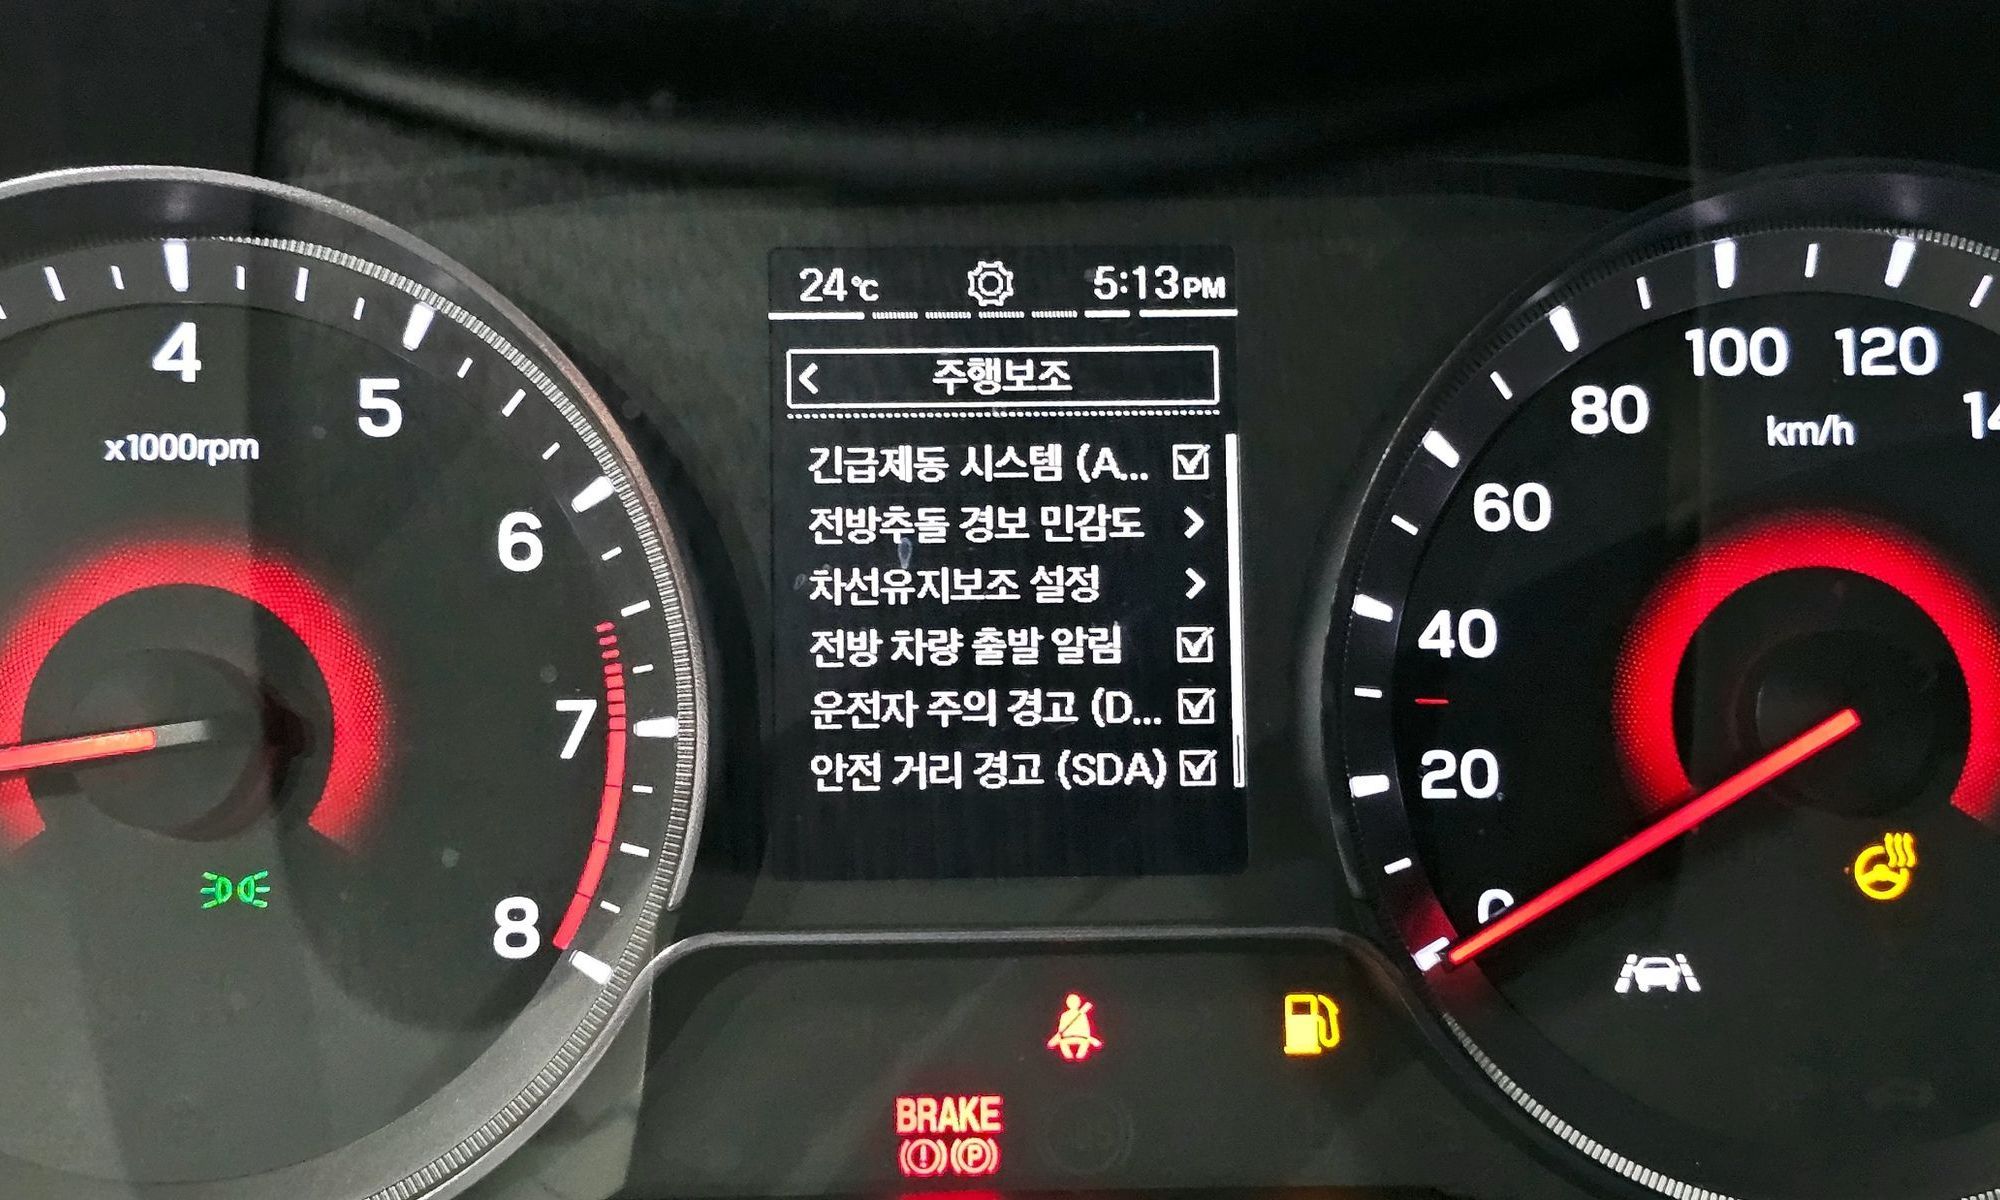 24°C 5:13PM
주행보조
긴급제동 시스템 (A...
전방추돌 경보 민감도
차선유지보조 설정
전방 차량 출발 알림
운전자 주의 경고 (D...
안전 거리 경고 (SDA)
4
5
6
7
8
x1000rpm
0
20
40
60
80
100
120
km/h
BRAKE
(!) (P)